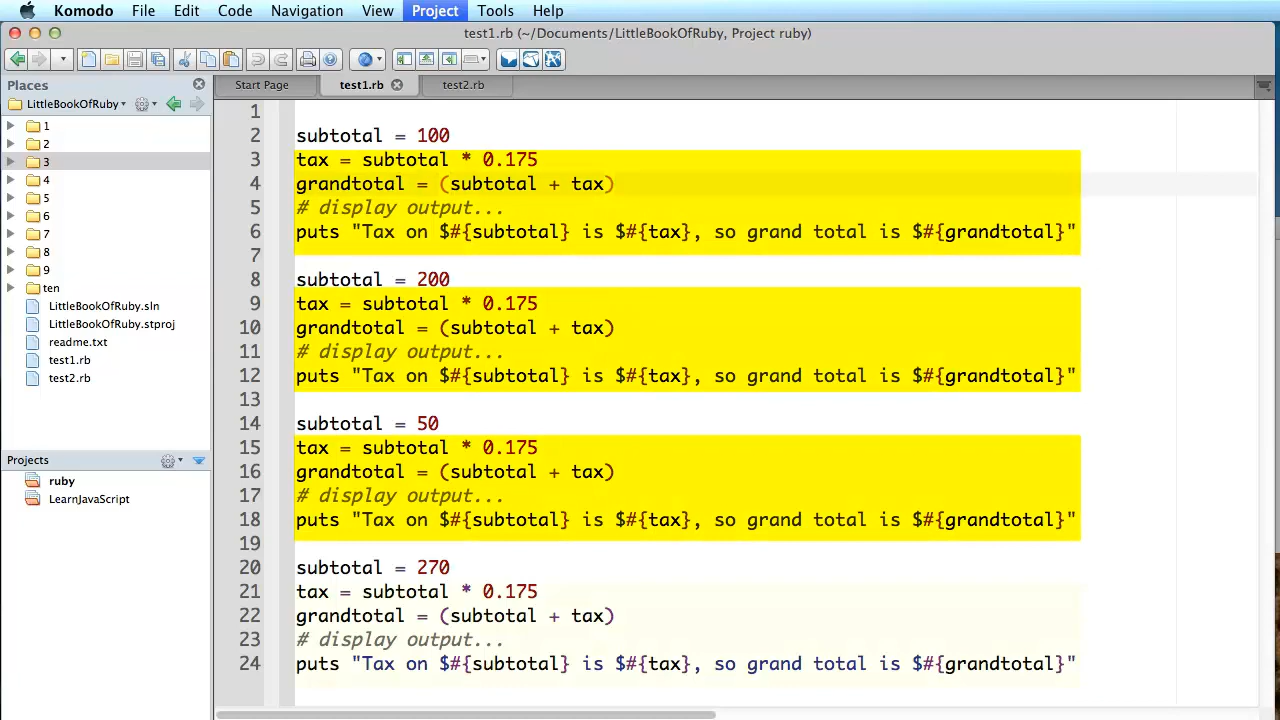 Komodo File Edit Code Navigation View Project Tools Help
test1.rb (~/Documents/LittleBookOfRuby, Project ruby)
Places
Start Page test1.rb test2.rb
LittleBookOfRuby
1
2
3
4
5
6
7
8
9
ten
LittleBookOfRuby.sln
LittleBookOfRuby.stproj
readme.txt
test1.rb
test2.rb
Projects
ruby
LearnJavaScript
1
2 subtotal = 100
3 tax = subtotal * 0.175
4 grandtotal = (subtotal + tax)
5 # display output...
6 puts "Tax on $#{subtotal} is $#{tax}, so grand total is $#{grandtotal}"
7
8 subtotal = 200
9 tax = subtotal * 0.175
10 grandtotal = (subtotal + tax)
11 # display output...
12 puts "Tax on $#{subtotal} is $#{tax}, so grand total is $#{grandtotal}"
13
14 subtotal = 50
15 tax = subtotal * 0.175
16 grandtotal = (subtotal + tax)
17 # display output...
18 puts "Tax on $#{subtotal} is $#{tax}, so grand total is $#{grandtotal}"
19
20 subtotal = 270
21 tax = subtotal * 0.175
22 grandtotal = (subtotal + tax)
23 # display output...
24 puts "Tax on $#{subtotal} is $#{tax}, so grand total is $#{grandtotal}"